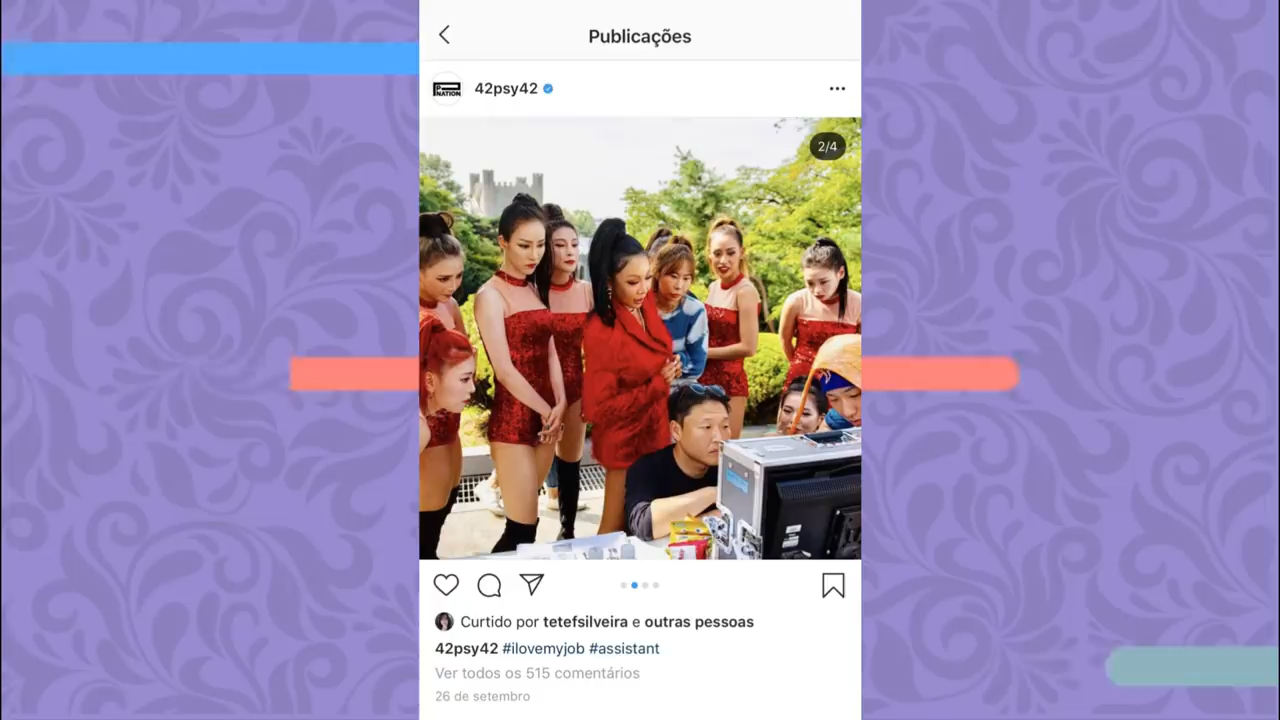 Publicações
P NATION
42psy42
2/4
Curtido por tetefsilveira e outras pessoas
42psy42 #ilovemyjob #assistant
Ver todos os 515 comentários
26 de setembro